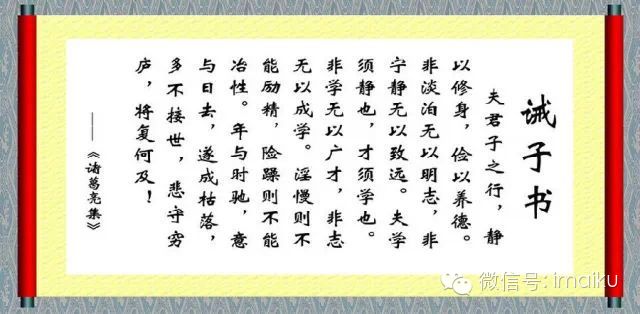 诫子书
夫君子之行，静
以修身，俭以养德。
非淡泊无以明志，非
宁静无以致远。夫学
须静也，才须学也。
非学无以广才，非志
无以成学。淫慢则不
能励精，险躁则不能
冶性。年与时驰，意
与日去，遂成枯落，
多不接世，悲守穷
庐，将复何及！
——《诸葛亮集》
微信号: imaiku